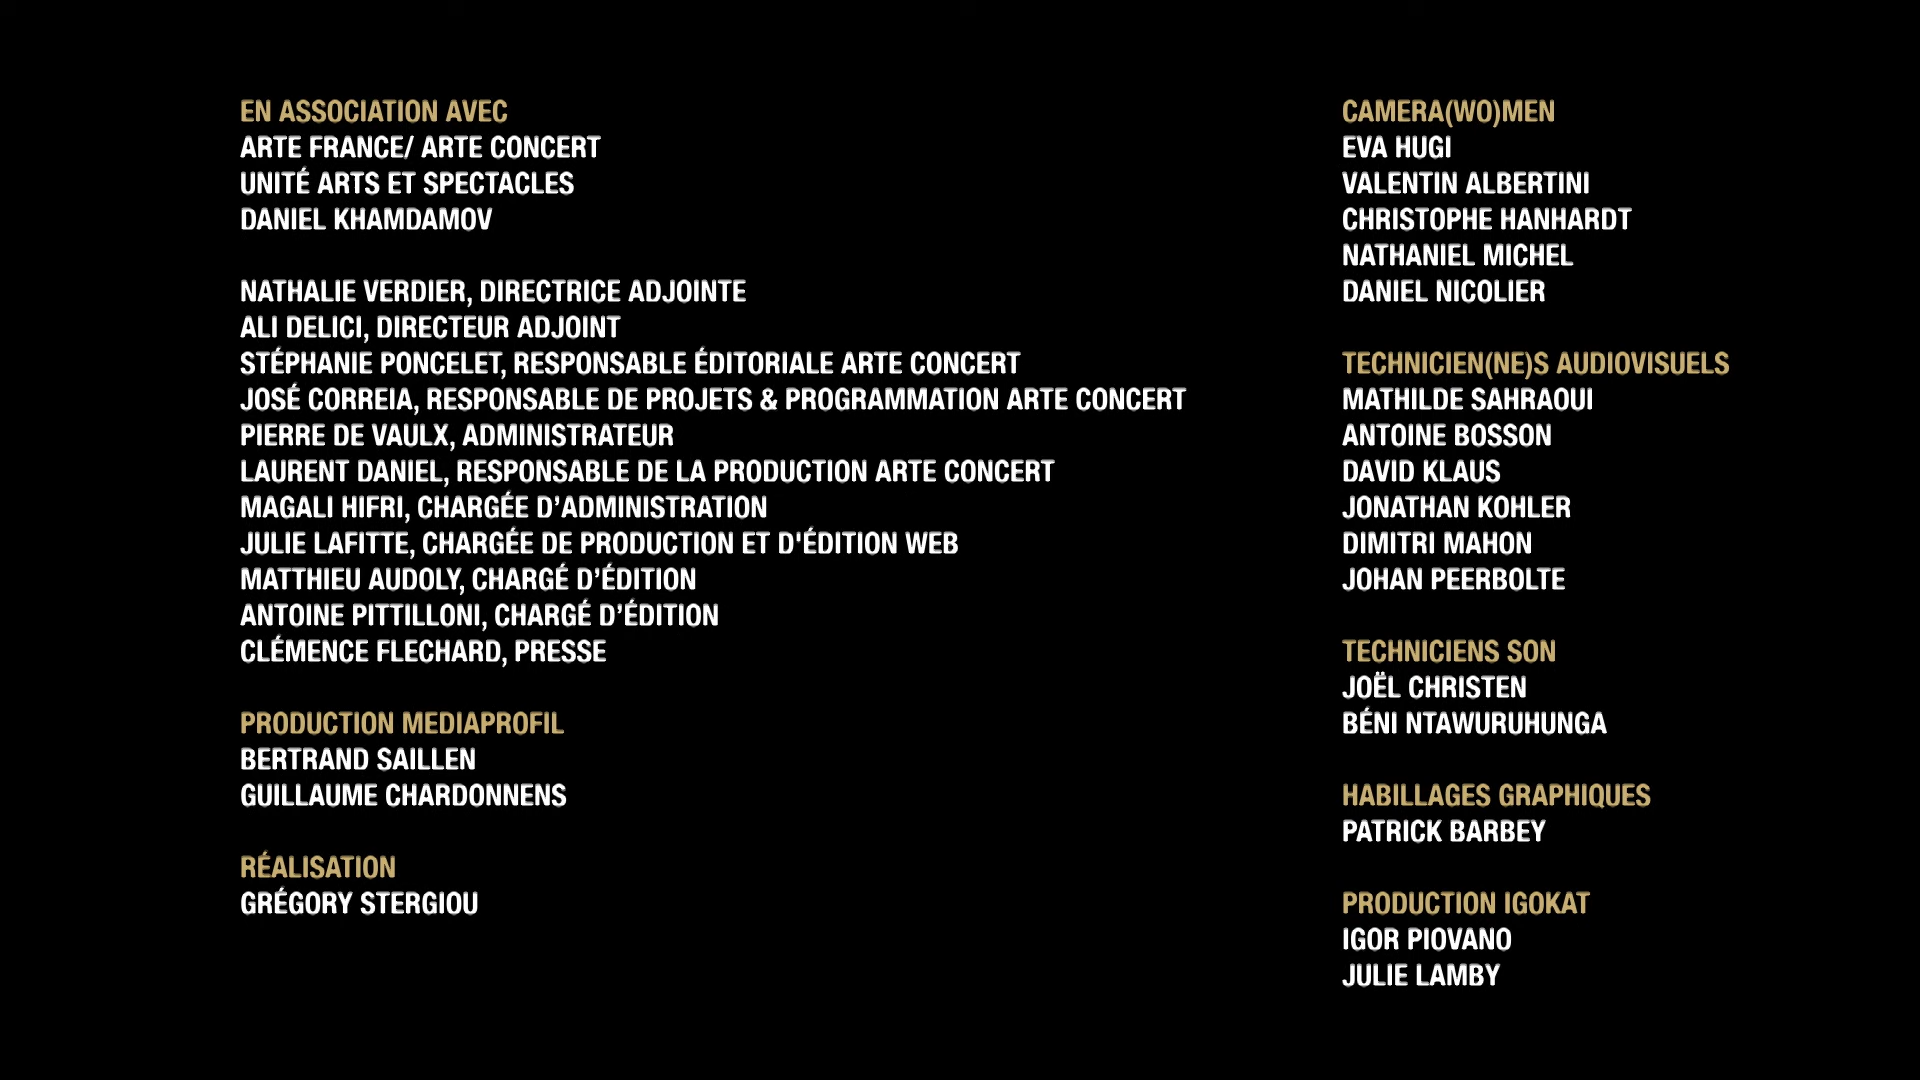 EN ASSOCIATION AVEC
ARTE FRANCE/ ARTE CONCERT
UNITÉ ARTS ET SPECTACLES
DANIEL KHAMDAMOV
NATHALIE VERDIER, DIRECTRICE ADJOINTE
ALI DELICI, DIRECTEUR ADJOINT
STÉPHANIE PONCELET, RESPONSABLE ÉDITORIALE ARTE CONCERT
JOSÉ CORREIA, RESPONSABLE DE PROJETS & PROGRAMMATION ARTE CONCERT
PIERRE DE VAULX, ADMINISTRATEUR
LAURENT DANIEL, RESPONSABLE DE LA PRODUCTION ARTE CONCERT
MAGALI HIFRI, CHARGÉE D’ADMINISTRATION
JULIE LAFITTE, CHARGÉE DE PRODUCTION ET D'ÉDITION WEB
MATTHIEU AUDOLY, CHARGÉ D’ÉDITION
ANTOINE PITTILLONI, CHARGÉ D’ÉDITION
CLÉMENCE FLECHARD, PRESSE
PRODUCTION MEDIAPROFIL
BERTRAND SAILLEN
GUILLAUME CHARDONNENS
RÉALISATION
GRÉGORY STERGIOU
CAMERA(WO)MEN
EVA HUGI
VALENTIN ALBERTINI
CHRISTOPHE HANHARDT
NATHANIEL MICHEL
DANIEL NICOLIER
TECHNICIEN(NE)S AUDIOVISUELS
MATHILDE SAHRAOUI
ANTOINE BOSSON
DAVID KLAUS
JONATHAN KOHLER
DIMITRI MAHON
JOHAN PEERBOLTE
TECHNICIENS SON
JOËL CHRISTEN
BÉNI NTAWURUHUNGA
HABILLAGES GRAPHIQUES
PATRICK BARBEY
PRODUCTION IGOKAT
IGOR PIOVANO
JULIE LAMBY